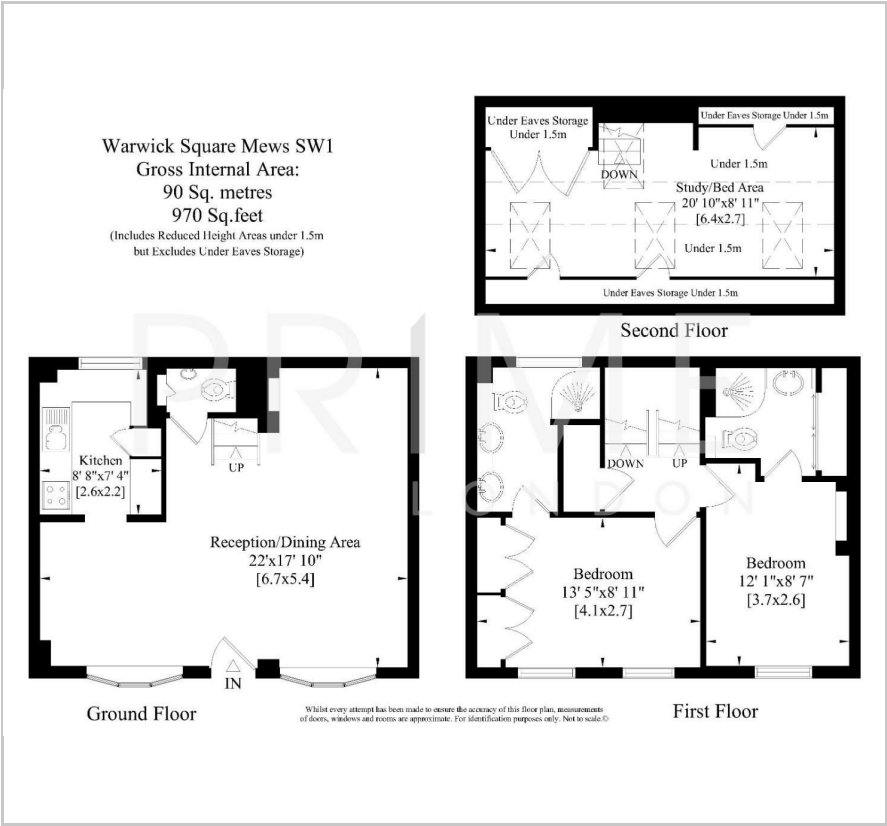 Warwick Square Mews SW1
Gross Internal Area:
90 Sq. metres
970 Sq.feet
(Includes Reduced Height Areas under 1.5m
but Excludes Under Eaves Storage)
Under Eaves Storage
Under 1.5m
Under Eaves Storage Under 1.5m
DOWN
Under 1.5m
Study/Bed Area
20' 10"x8' 11"
[6.4x2.7]
Under 1.5m
Under Eaves Storage Under 1.5m
Second Floor
PRIME
LONDON
Kitchen
8' 8"x7' 4"
[2.6x2.2]
UP
Reception/Dining Area
22'x17' 10"
[6.7x5.4]
IN
Ground Floor
DOWN
UP
Bedroom
13' 5"x8' 11"
[4.1x2.7]
Bedroom
12' 1"x8' 7"
[3.7x2.6]
First Floor
Whilst every attempt has been made to ensure the accuracy of this floor plan, measurements
of doors, windows and rooms are approximate. For identification purposes only. Not to scale.©